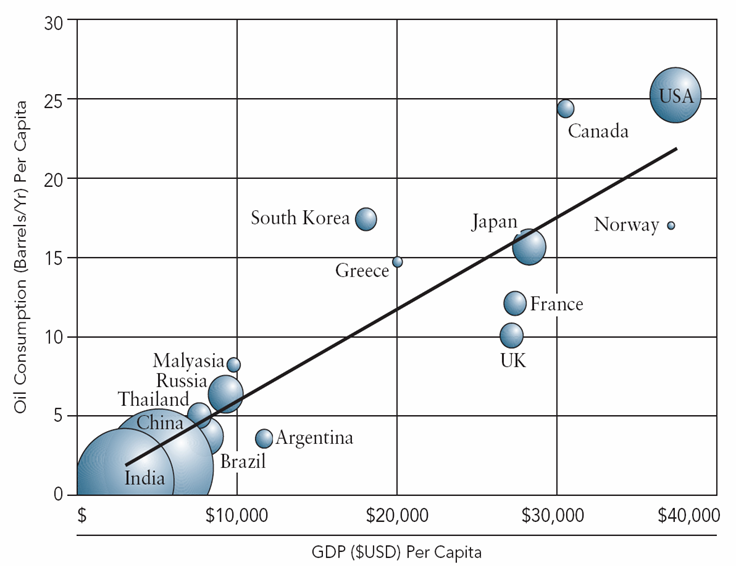 30
25
20
15
10
5
0
Oil Consumption (Barrels/Yr) Per Capita
USA
Canada
South Korea
Japan
Norway
Greece
France
UK
Malyasia
Russia
Thailand
China
Argentina
Brazil
India
$
$10,000
$20,000
$30,000
$40,000
GDP ($USD) Per Capita